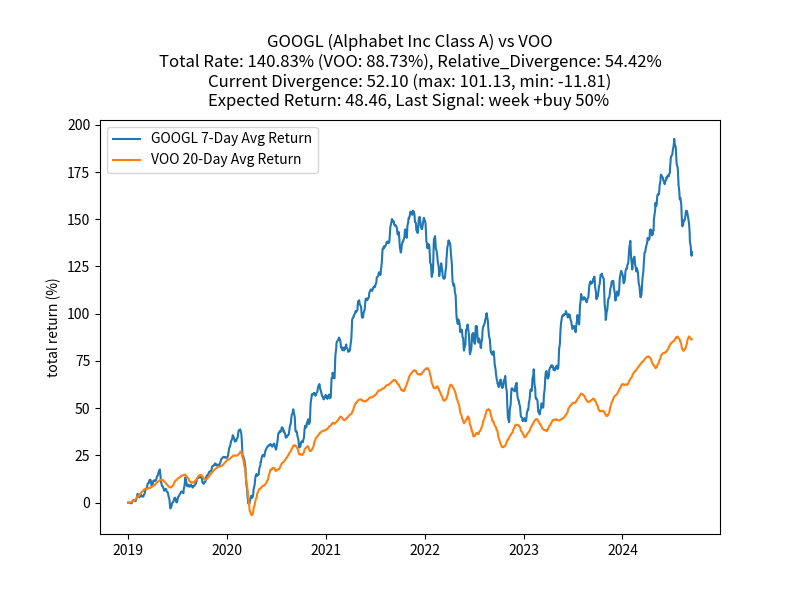 GOOGL (Alphabet Inc Class A) vs VOO
Total Rate: 140.83% (VOO: 88.73%), Relative_Divergence: 54.42%
Current Divergence: 52.10 (max: 101.13, min: -11.81)
Expected Return: 48.46, Last Signal: week +buy 50%
GOOGL 7-Day Avg Return
VOO 20-Day Avg Return
total return (%)
200
175
150
125
100
75
50
25
0
2019 2020 2021 2022 2023 2024